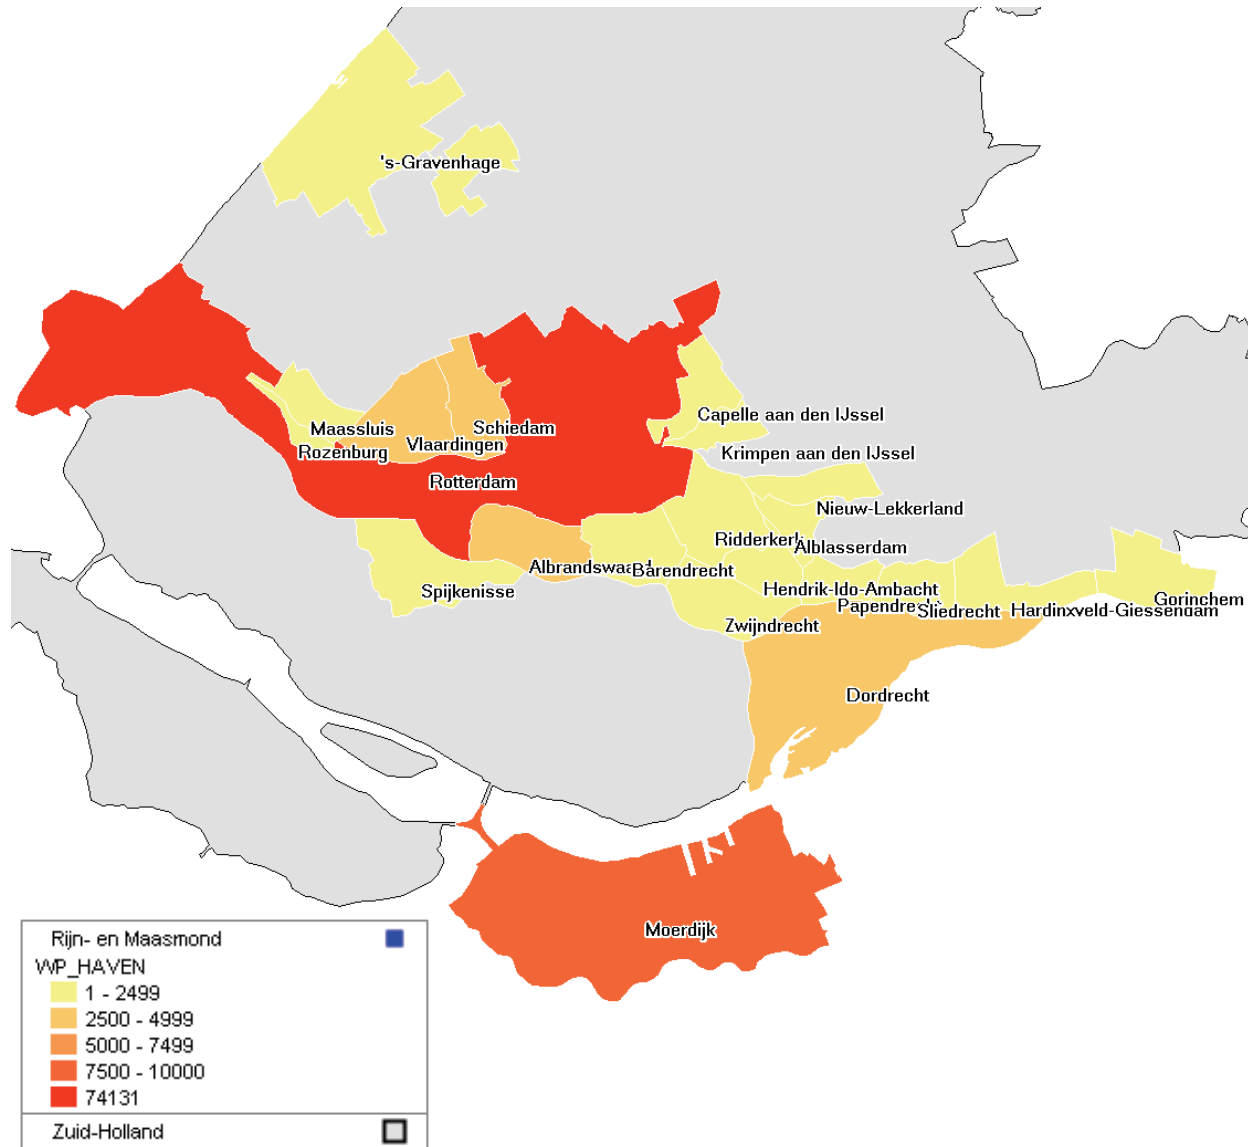 's-Gravenhage
Capelle aan den IJssel
Maassluis
Schiedam
Vlaardingen
Rozenburg
Krimpen aan den IJssel
Rotterdam
Nieuw-Lekkerland
Ridderkerk
Alblasserdam
Albrandswaard
Barendrecht
Spijkenisse
Hendrik-Ido-Ambacht
Papendrecht
Sliedrecht
Hardinxveld-Giessendam
Gorinchem
Zwijndrecht
Dordrecht
Moerdijk
Rijn- en Maasmond
WP_HAVEN
1 - 2499
2500 - 4999
5000 - 7499
7500 - 10000
74131
Zuid-Holland